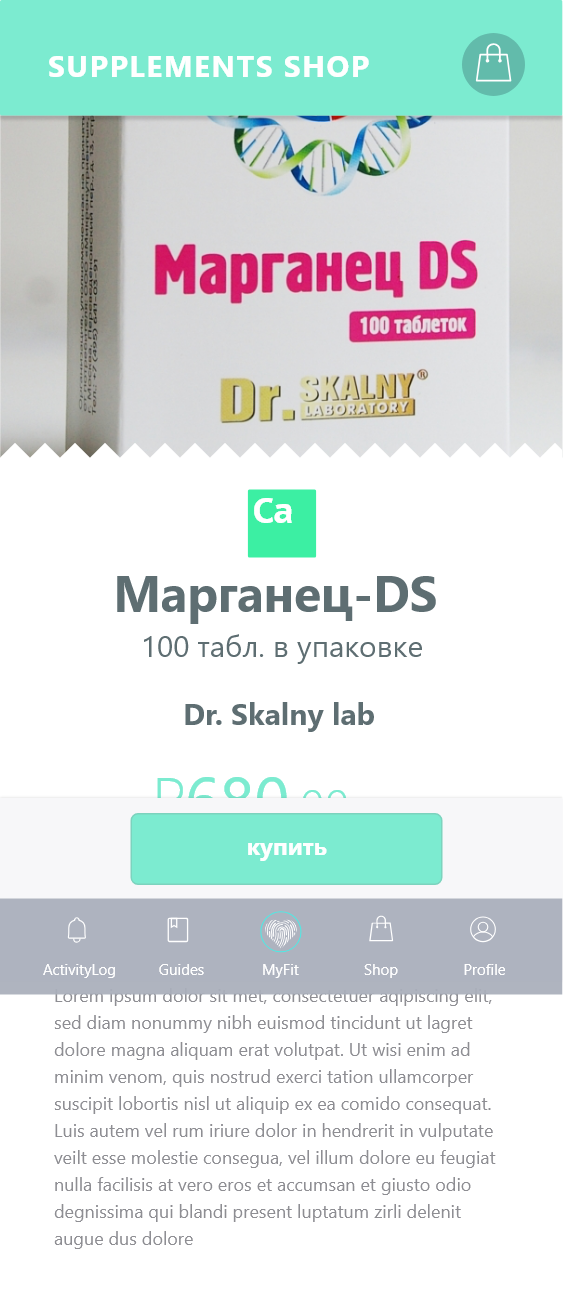 SUPPLEMENTS SHOP
Марганец DS
100 таблеток
Dr. SKALNY®
LABORATORY
Ca
Марганец-DS
100 табл. в упаковке
Dr. Skalny lab
купить
ActivityLog Guides MyFit Shop Profile
Lorem ipsum dolor sit met, consectetuer aqipiscing elit,
sed diam nonummy nibh euismod tincidunt ut lagret
dolore magna aliquam erat volutpat. Ut wisi enim ad
minim venom, quis nostrud exerci tation ullamcorper
suscipit lobortis nisl ut aliquip ex ea comido consequat.
Luis autem vel rum iriure dolor in hendrerit in vulputate
veilt esse molestie consegua, vel illum dolore eu feugiat
nulla facilisis at vero eros et accumsan et giusto odio
degnissima qui blandi present luptatum zirli delenit
augue dus dolore